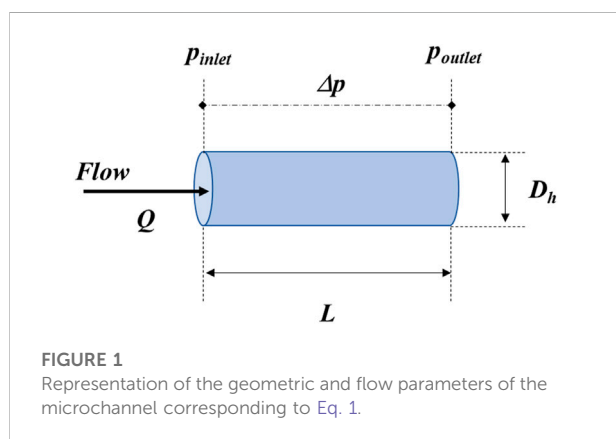 p_inlet
p_outlet
Δp
Flow
Q
D_h
L
FIGURE 1
Representation of the geometric and flow parameters of the
microchannel corresponding to Eq. 1.